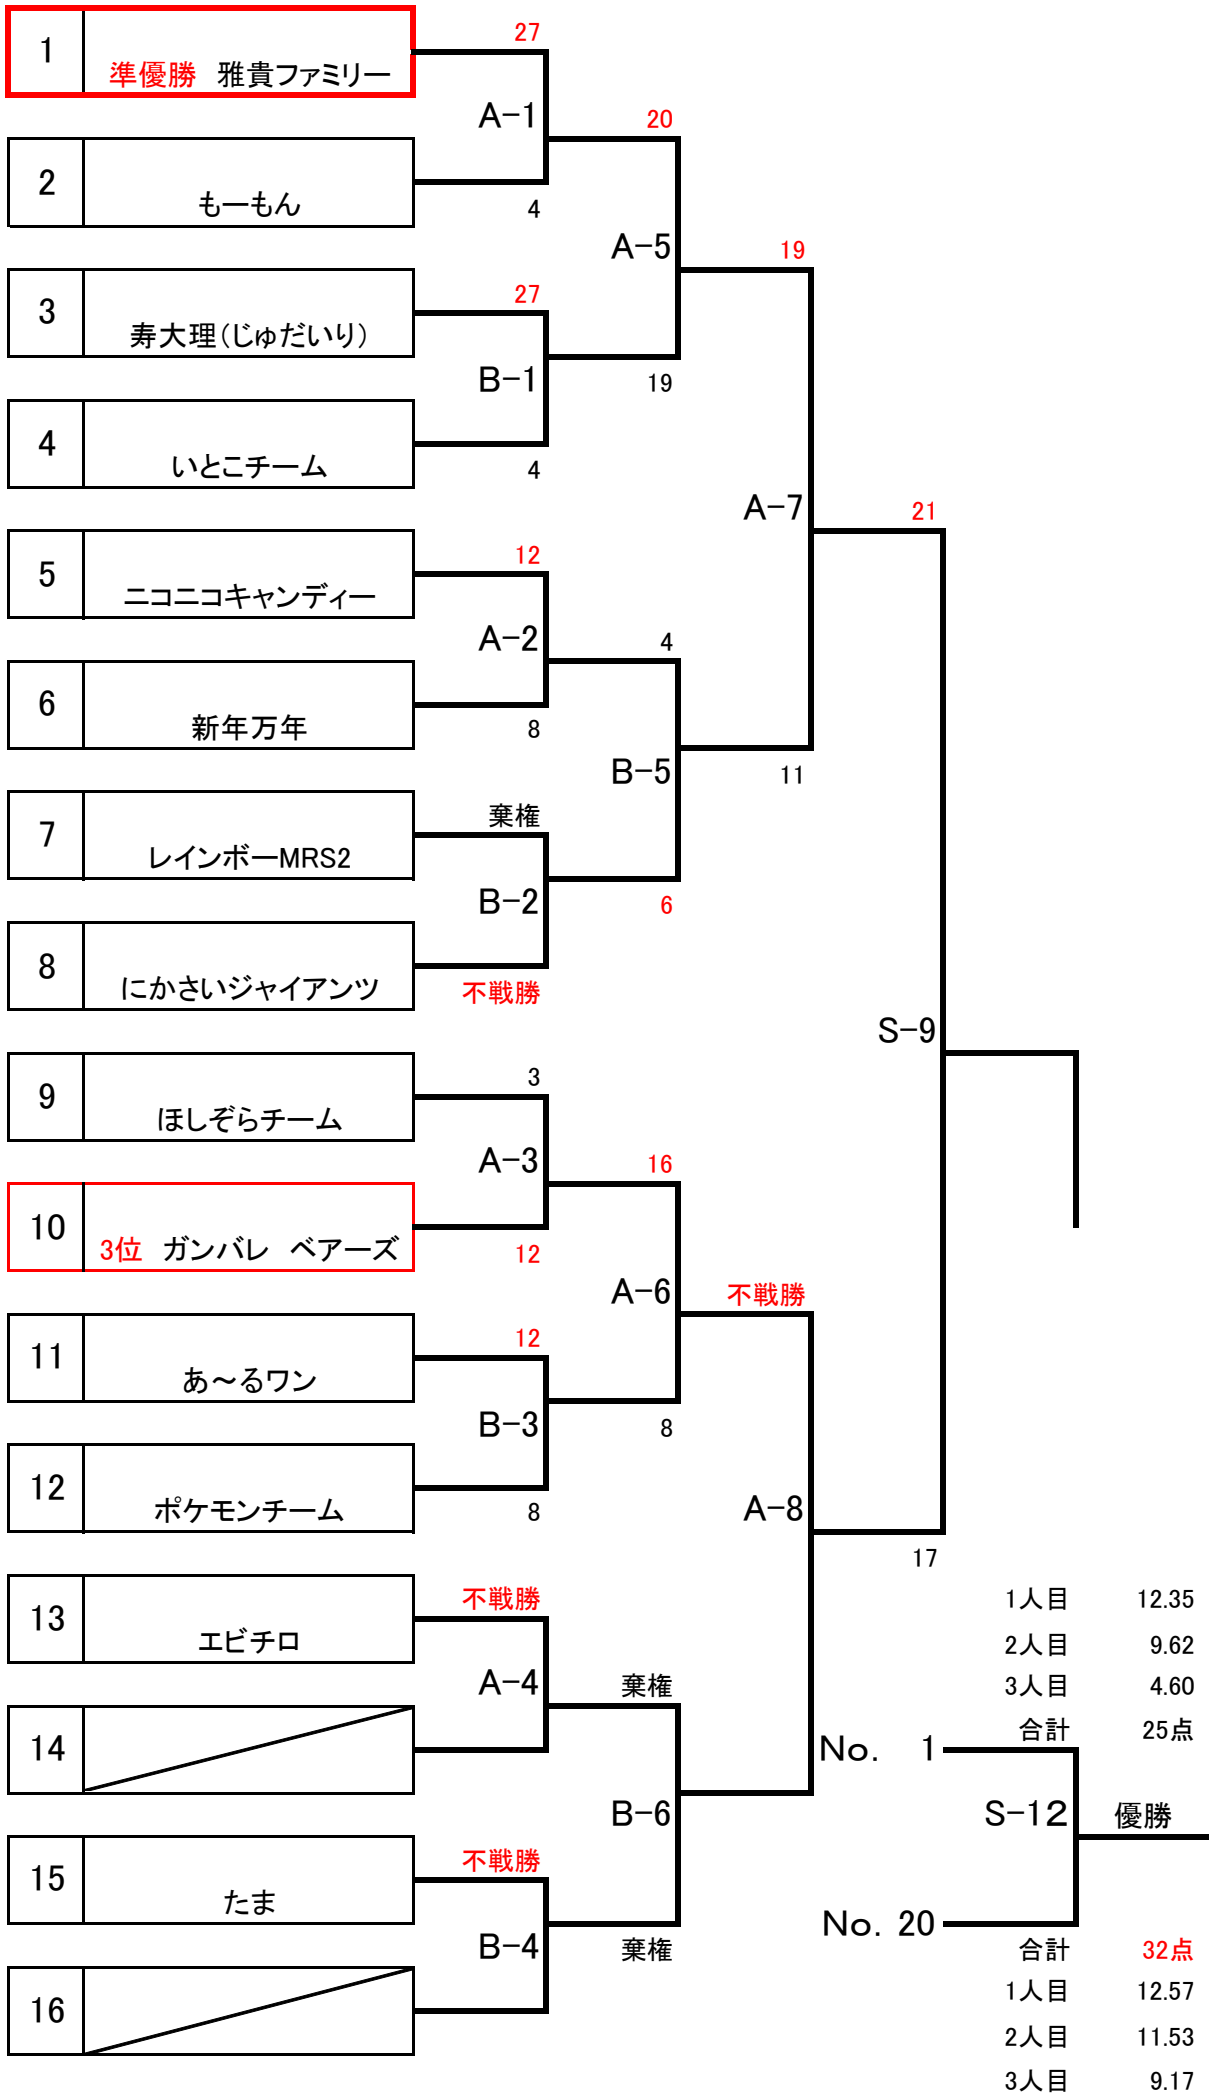 27
1
準優勝　雅貴ファミリー
A-1
20
2
もーもん
4
A-5
19
3
27
寿大理(じゅだいり)
B-1
19
4
いとこチーム
4
A-7
21
5
12
ニコニコキャンディー
A-2
4
6
新年万年
8
B-5
11
7
棄権
レインボーMRS2
B-2
6
8
にかさいジャイアンツ
不戦勝
S-9
9
3
ほしぞらチーム
A-3
16
10
3位　ガンバレ　ベアーズ
12
A-6
不戦勝
11
12
あ～るワン
B-3
8
12
ポケモンチーム
8
A-8
17
13
不戦勝
エビチロ
1人目 12.35
2人目 9.62
A-4
棄権
3人目 4.60
合計 25点
14
No. 1
B-6
S-12
優勝
15
不戦勝
たま
No. 20
B-4
棄権
合計 32点
16
1人目 12.57
2人目 11.53
3人目 9.17